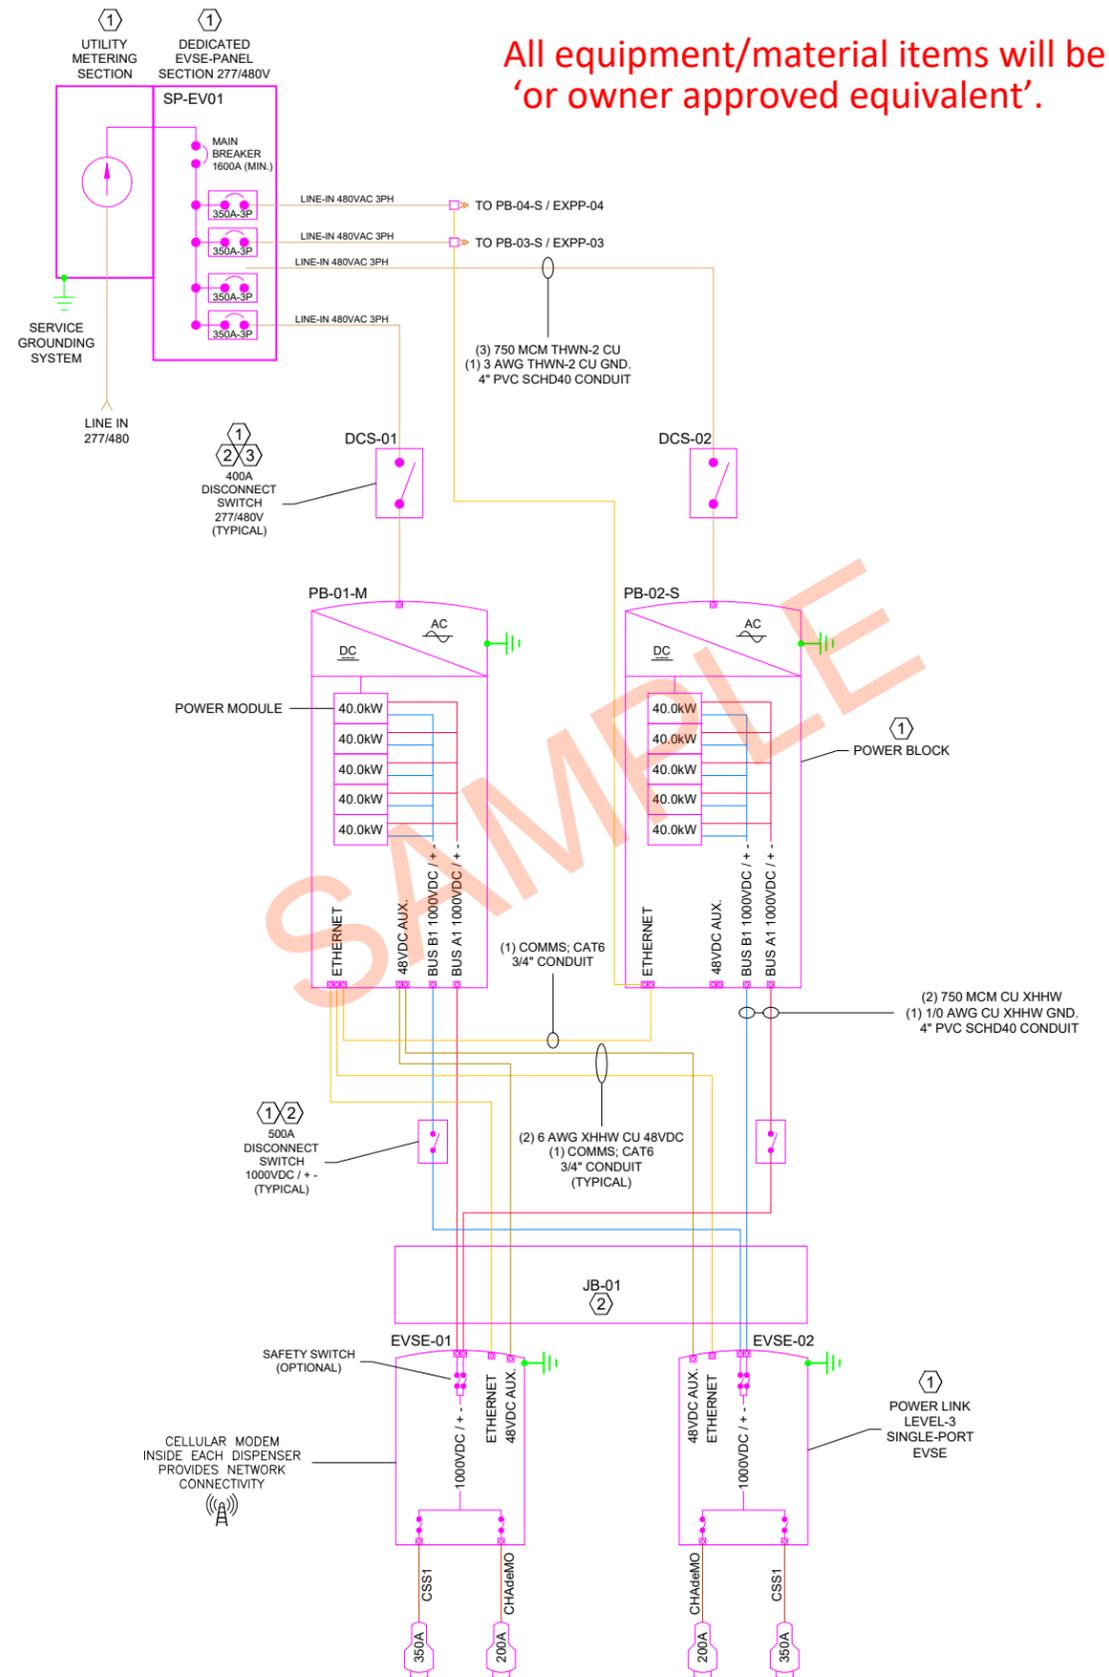 1
UTILITY
METERING
SECTION
1
DEDICATED
EVSE-PANEL
SECTION 277/480V
All equipment/material items will be
‘or owner approved equivalent’.
SP-EV01
MAIN
BREAKER
1600A (MIN.)
350A-3P
350A-3P
350A-3P
350A-3P
LINE-IN 480VAC 3PH
TO PB-04-S / EXPP-04
LINE-IN 480VAC 3PH
TO PB-03-S / EXPP-03
LINE-IN 480VAC 3PH
LINE-IN 480VAC 3PH
SERVICE
GROUNDING
SYSTEM
LINE IN
277/480
(3) 750 MCM THWN-2 CU
(1) 3 AWG THWN-2 CU GND.
4" PVC SCHD40 CONDUIT
1
2 3
400A
DISCONNECT
SWITCH
277/480V
(TYPICAL)
DCS-01
DCS-02
PB-01-M
AC
DC
POWER MODULE
40.0kW
40.0kW
40.0kW
40.0kW
40.0kW
ETHERNET
48VDC AUX.
BUS B1 1000VDC / + -
BUS A1 1000VDC / + -
PB-02-S
AC
DC
40.0kW
40.0kW
40.0kW
40.0kW
40.0kW
ETHERNET
48VDC AUX.
BUS B1 1000VDC / + -
BUS A1 1000VDC / + -
1
POWER BLOCK
SAMPLE
(1) COMMS; CAT6
3/4" CONDUIT
(2) 750 MCM CU XHHW
(1) 1/0 AWG CU XHHW GND.
4" PVC SCHD40 CONDUIT
1 2
500A
DISCONNECT
SWITCH
1000VDC / + -
(TYPICAL)
(2) 6 AWG XHHW CU 48VDC
(1) COMMS; CAT6
3/4" CONDUIT
(TYPICAL)
JB-01
2
EVSE-01
SAFETY SWITCH
(OPTIONAL)
1000VDC / + -
ETHERNET
48VDC AUX.
CELLULAR MODEM
INSIDE EACH DISPENSER
PROVIDES NETWORK
CONNECTIVITY
CSS1
CHAdeMO
350A
200A
EVSE-02
48VDC AUX.
ETHERNET
1000VDC / + -
1
POWER LINK
LEVEL-3
SINGLE-PORT
EVSE
CHAdeMO
CSS1
200A
350A